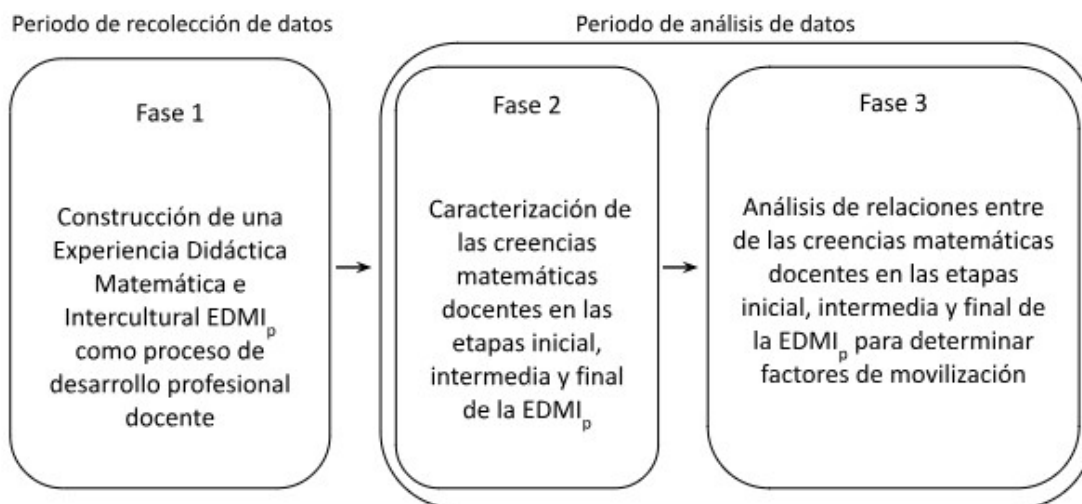 Periodo de recolección de datos
Periodo de análisis de datos
Fase 1
Construcción de una
Experiencia Didáctica
Matemática e
Intercultural EDMIp
como proceso de
desarrollo profesional
docente
Fase 2
Caracterización de
las creencias
matemáticas
docentes en las
etapas inicial,
intermedia y final
de la EDMIp
Fase 3
Análisis de relaciones entre
de las creencias matemáticas
docentes en las etapas
inicial, intermedia y final de
la EDMIp para determinar
factores de movilización